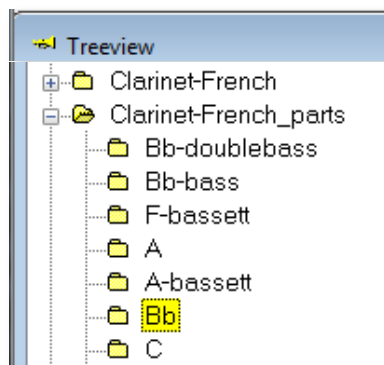 Treeview
Clarinet-French
Clarinet-French_parts
Bb-doublebass
Bb-bass
F-bassett
A
A-bassett
Bb
C